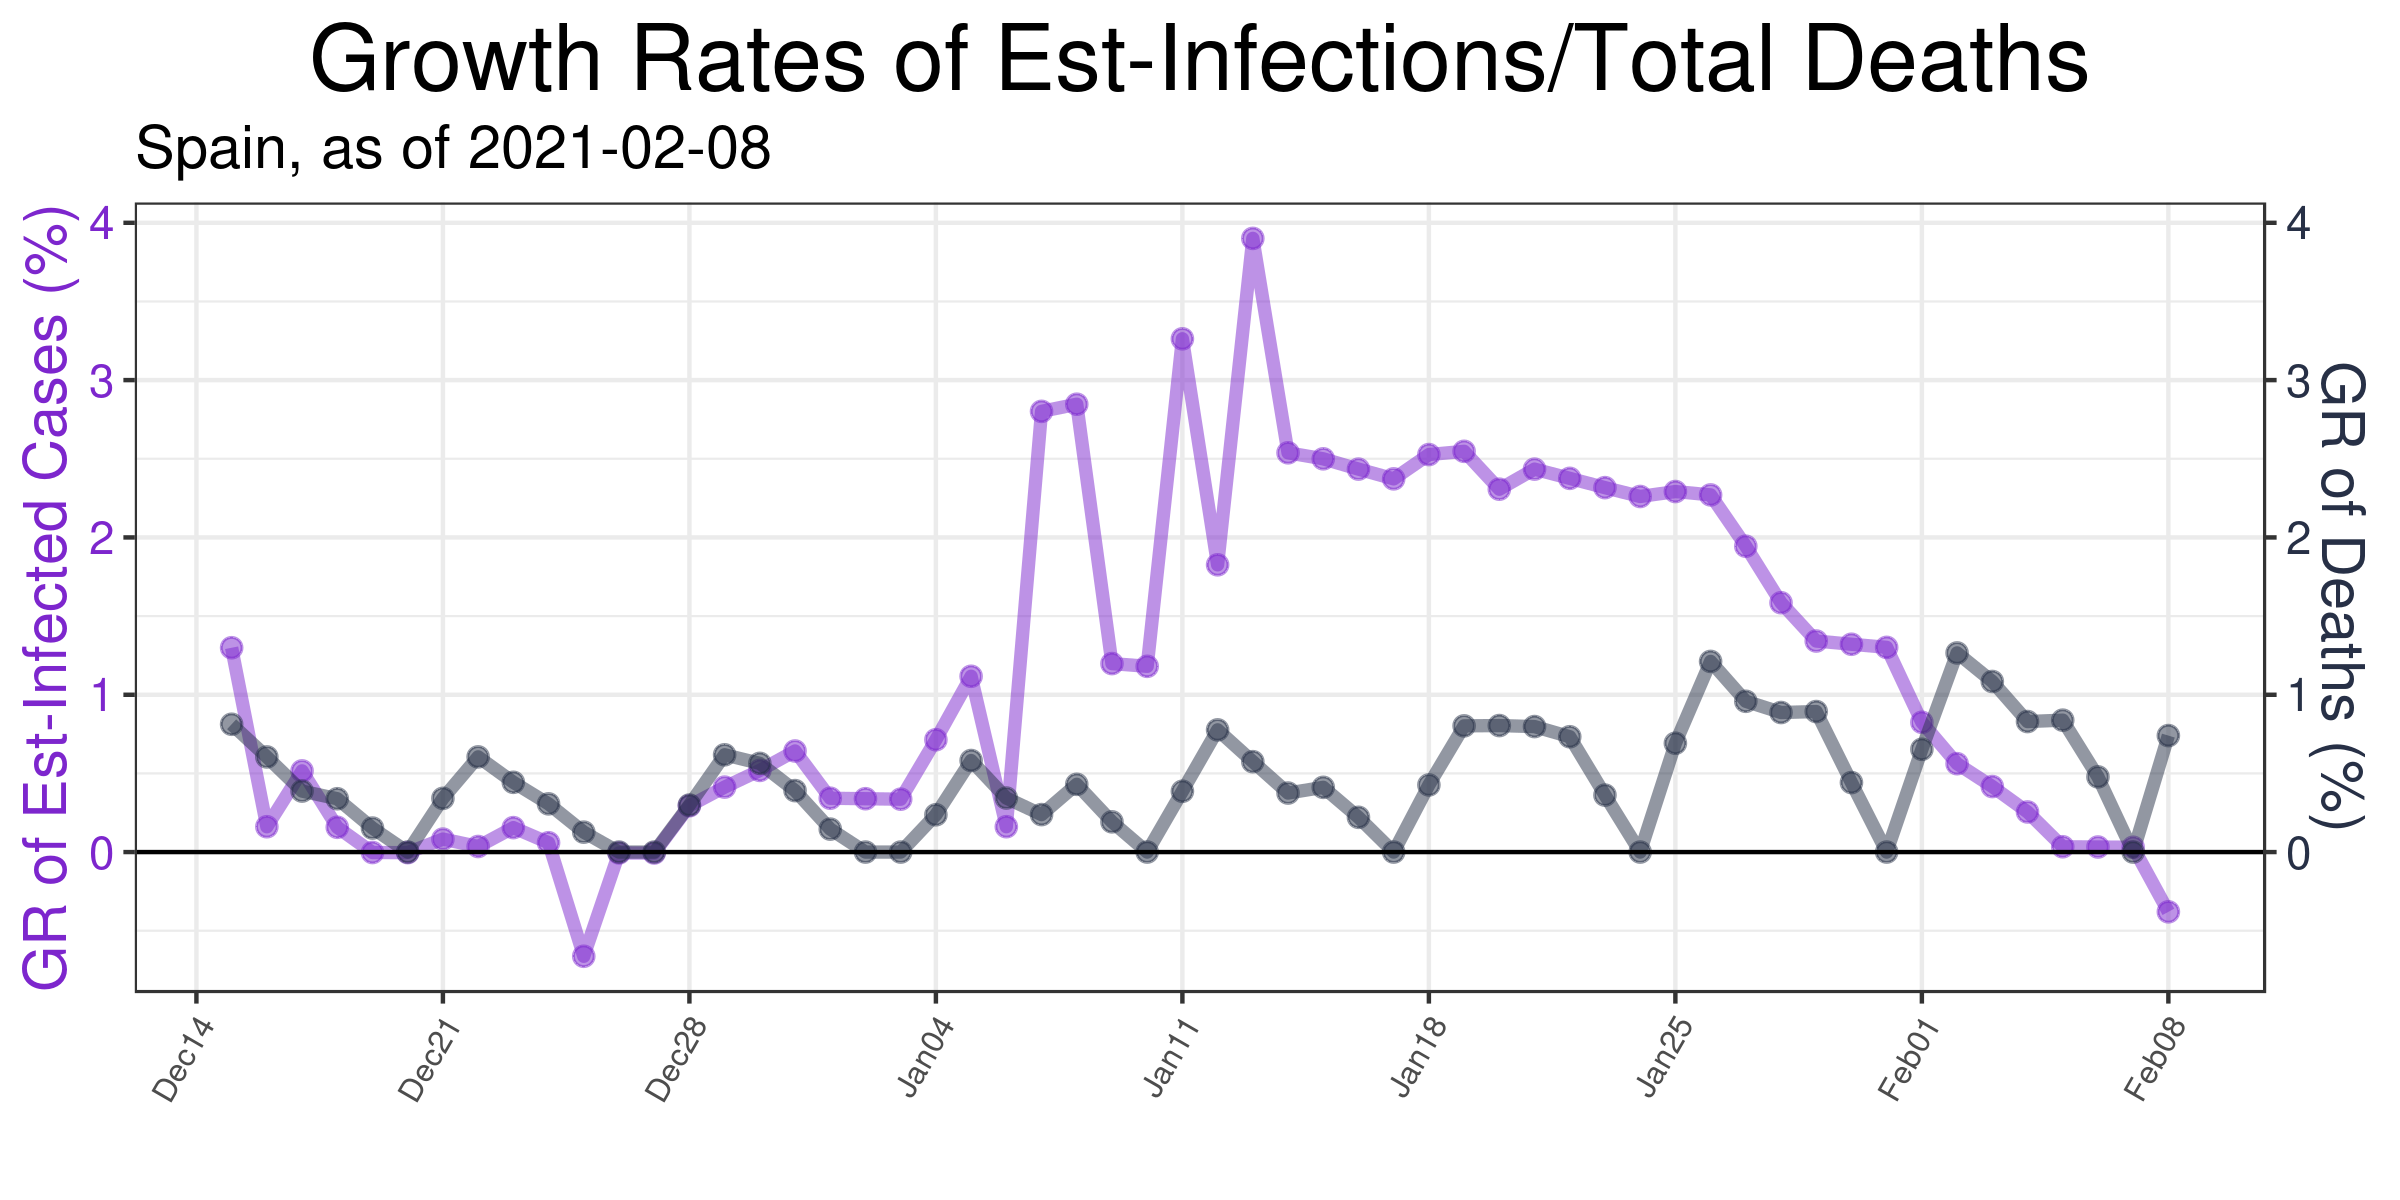 Growth Rates of Est-Infections/Total Deaths
Spain, as of 2021-02-08
GR of Est-Infected Cases (%)
4
3
2
1
0
4
3
2
1
0
GR of Deaths (%)
Dec14
Dec21
Dec28
Jan04
Jan11
Jan18
Jan25
Feb01
Feb08